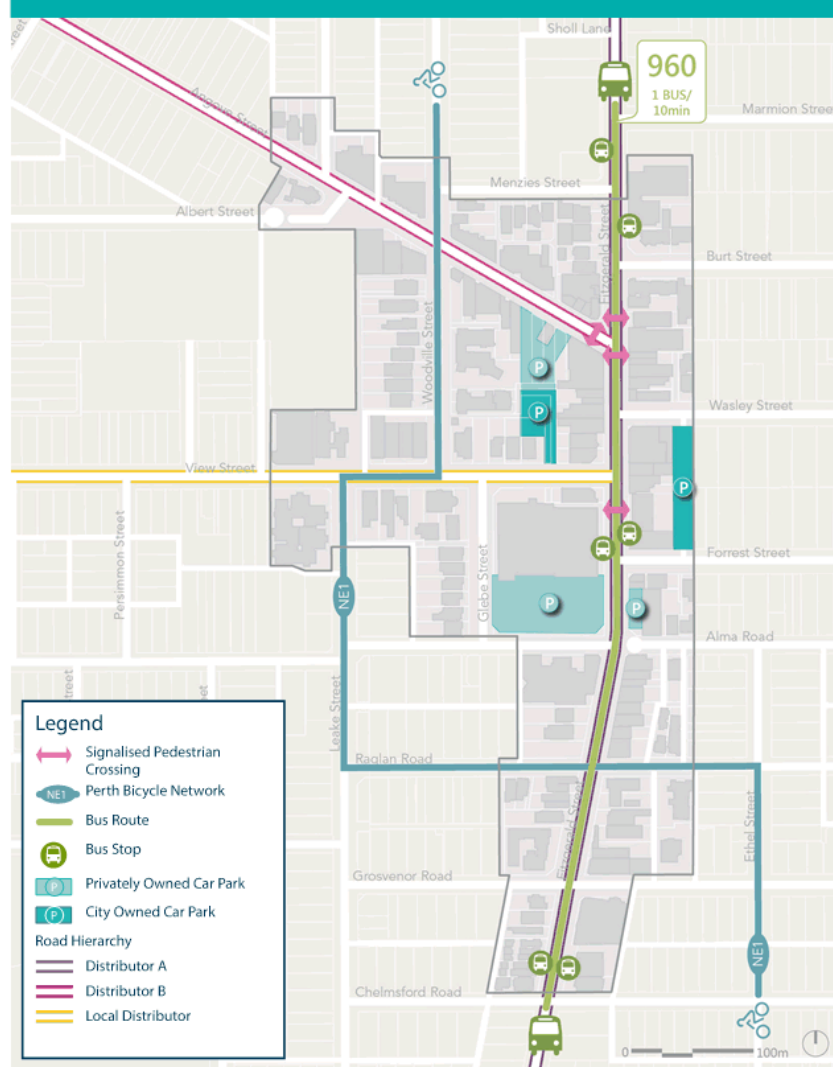 Sholl Lane
960
1 BUS/
10min
Marmion Stree
Angove Street
Menzies Street
Albert Street
Fitzgerald Street
Burt Street
Woodville Street
P
Wasley Street
P
View Street
P
Persimmon Street
Glebe Street
Forrest Street
NE1
P
P
Alma Road
treet
Leake Street
Raglan Road
Fitzgerald Street
Ethel Street
Grosvenor Road
NE1
Chelmsford Road
0
100m
Legend
Signalised Pedestrian
Crossing
NE1
Perth Bicycle Network
Bus Route
Bus Stop
P
Privately Owned Car Park
P
City Owned Car Park
Road Hierarchy
Distributor A
Distributor B
Local Distributor